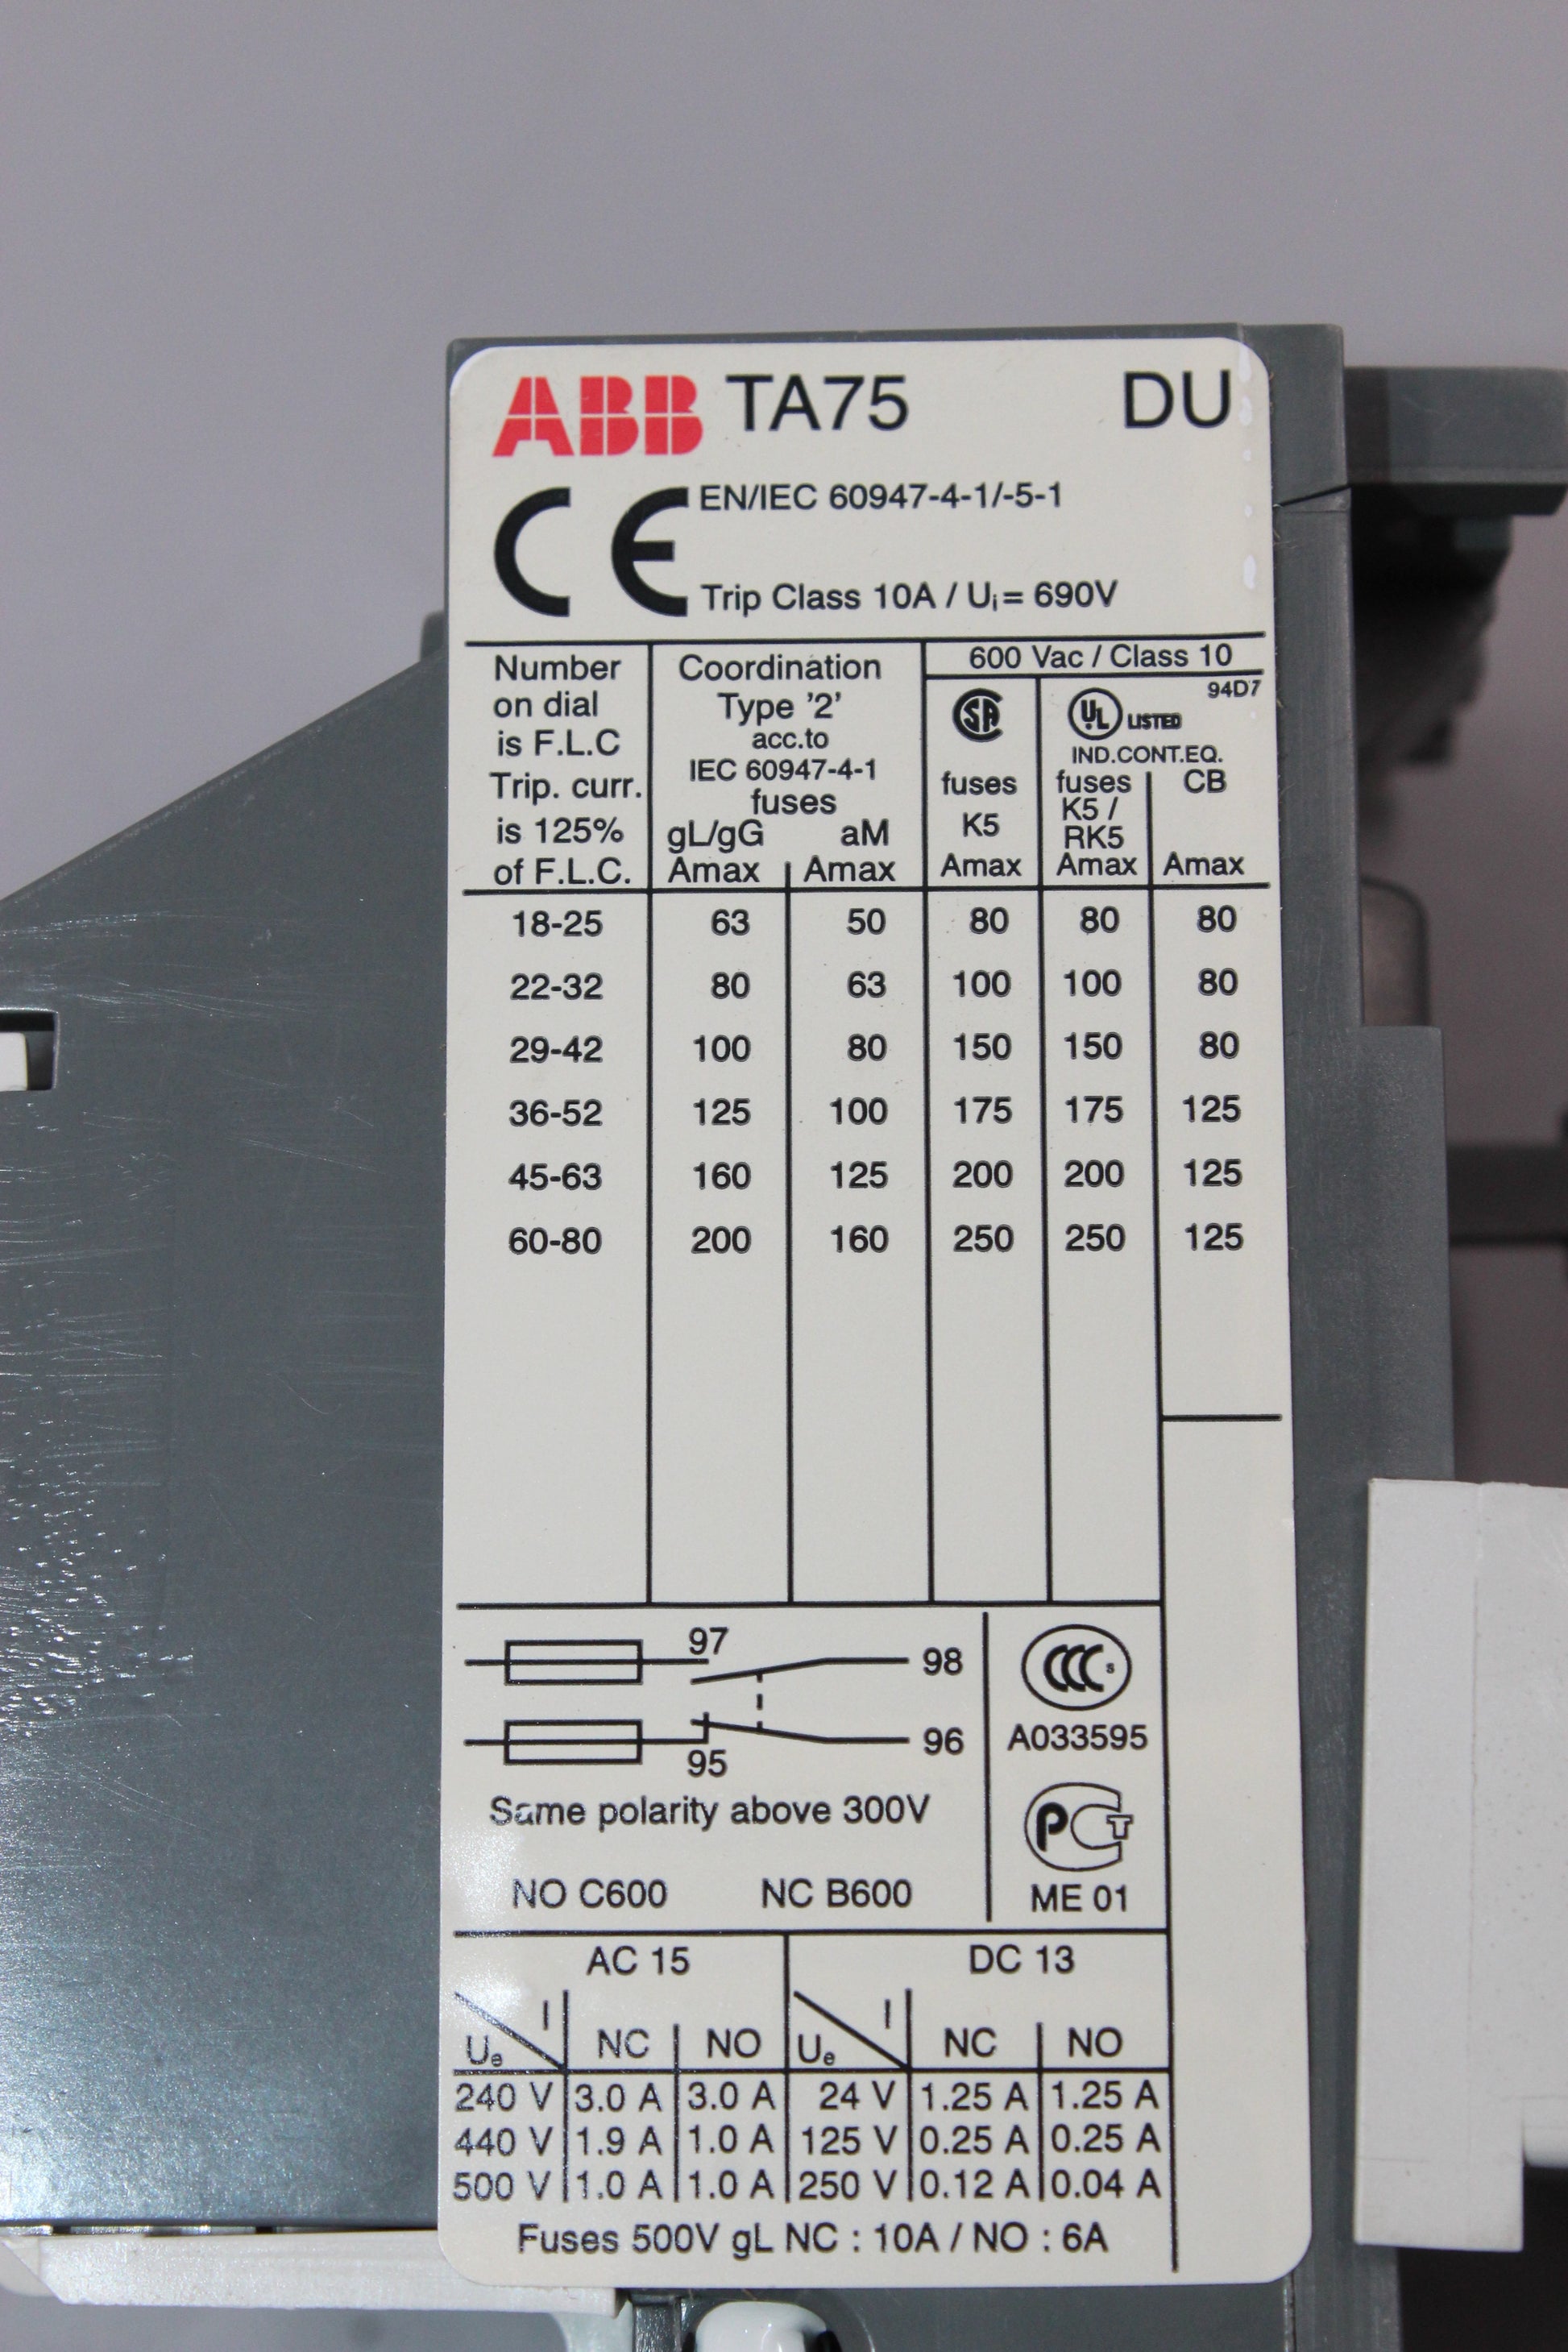 ABB TA75 DU
CE EN/IEC 60947-4-1/-5-1
Trip Class 10A / Ui = 690V
Number
on dial
is F.L.C
Trip. curr.
is 125%
of F.L.C.
Coordination
Type '2'
acc.to
IEC 60947-4-1
fuses
gL/gG aM
Amax Amax
600 Vac / Class 10
SA
fuses
K5
Amax
94D7
UL LISTED
IND.CONT.EQ.
fuses CB
K5 /
RK5
Amax Amax
18-25 63 50 80 80 80
22-32 80 63 100 100 80
29-42 100 80 150 150 80
36-52 125 100 175 175 125
45-63 160 125 200 200 125
60-80 200 160 250 250 125
97
98
96
95
Same polarity above 300V
NO C600 NC B600
CCC S
A033595
PCT
ME 01
AC 15 DC 13
I I
Ue NC NO Ue NC NO
240 V 3.0 A 3.0 A 24 V 1.25 A 1.25 A
440 V 1.9 A 1.0 A 125 V 0.25 A 0.25 A
500 V 1.0 A 1.0 A 250 V 0.12 A 0.04 A
Fuses 500V gL NC : 10A / NO : 6A